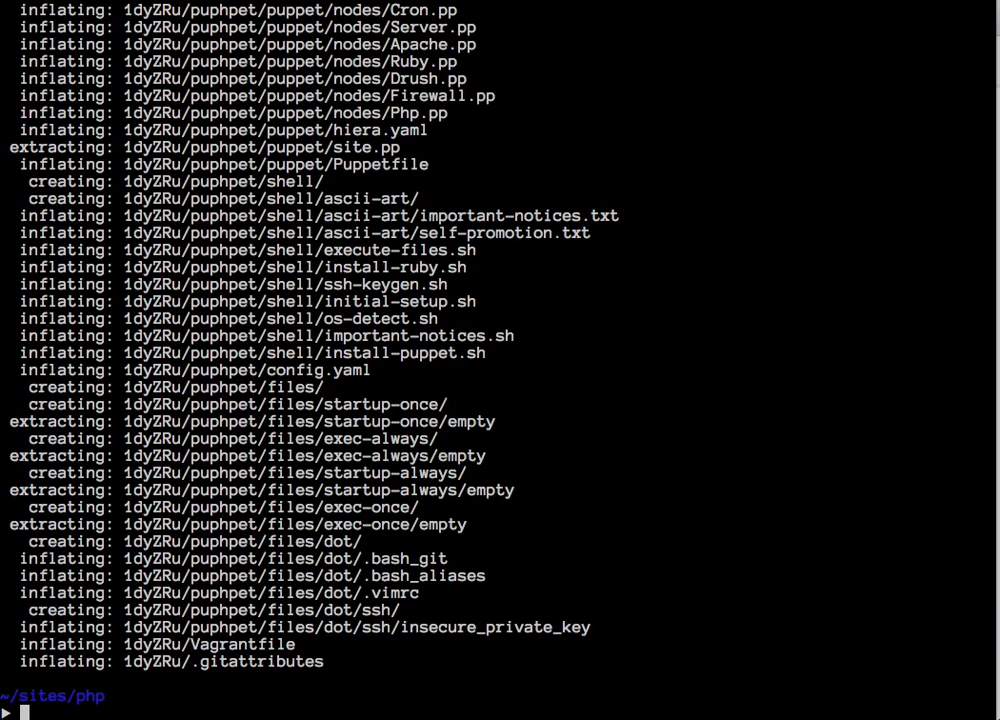 inflating: 1dyZRu/puphpet/puppet/nodes/Cron.pp
inflating: 1dyZRu/puphpet/puppet/nodes/Server.pp
inflating: 1dyZRu/puphpet/puppet/nodes/Apache.pp
inflating: 1dyZRu/puphpet/puppet/nodes/Ruby.pp
inflating: 1dyZRu/puphpet/puppet/nodes/Drush.pp
inflating: 1dyZRu/puphpet/puppet/nodes/Firewall.pp
inflating: 1dyZRu/puphpet/puppet/nodes/Php.pp
inflating: 1dyZRu/puphpet/puppet/hiera.yaml
extracting: 1dyZRu/puphpet/puppet/site.pp
inflating: 1dyZRu/puphpet/puppet/Puppetfile
creating: 1dyZRu/puphpet/shell/
creating: 1dyZRu/puphpet/shell/ascii-art/
inflating: 1dyZRu/puphpet/shell/ascii-art/important-notices.txt
inflating: 1dyZRu/puphpet/shell/ascii-art/self-promotion.txt
inflating: 1dyZRu/puphpet/shell/execute-files.sh
inflating: 1dyZRu/puphpet/shell/install-ruby.sh
inflating: 1dyZRu/puphpet/shell/ssh-keygen.sh
inflating: 1dyZRu/puphpet/shell/initial-setup.sh
inflating: 1dyZRu/puphpet/shell/os-detect.sh
inflating: 1dyZRu/puphpet/shell/important-notices.sh
inflating: 1dyZRu/puphpet/shell/install-puppet.sh
inflating: 1dyZRu/puphpet/config.yaml
creating: 1dyZRu/puphpet/files/
creating: 1dyZRu/puphpet/files/startup-once/
extracting: 1dyZRu/puphpet/files/startup-once/empty
creating: 1dyZRu/puphpet/files/exec-always/
extracting: 1dyZRu/puphpet/files/exec-always/empty
creating: 1dyZRu/puphpet/files/startup-always/
extracting: 1dyZRu/puphpet/files/startup-always/empty
creating: 1dyZRu/puphpet/files/exec-once/
extracting: 1dyZRu/puphpet/files/exec-once/empty
creating: 1dyZRu/puphpet/files/dot/
inflating: 1dyZRu/puphpet/files/dot/.bash_git
inflating: 1dyZRu/puphpet/files/dot/.bash_aliases
inflating: 1dyZRu/puphpet/files/dot/.vimrc
creating: 1dyZRu/puphpet/files/dot/ssh/
inflating: 1dyZRu/puphpet/files/dot/ssh/insecure_private_key
inflating: 1dyZRu/Vagrantfile
inflating: 1dyZRu/.gitattributes
~/sites/php